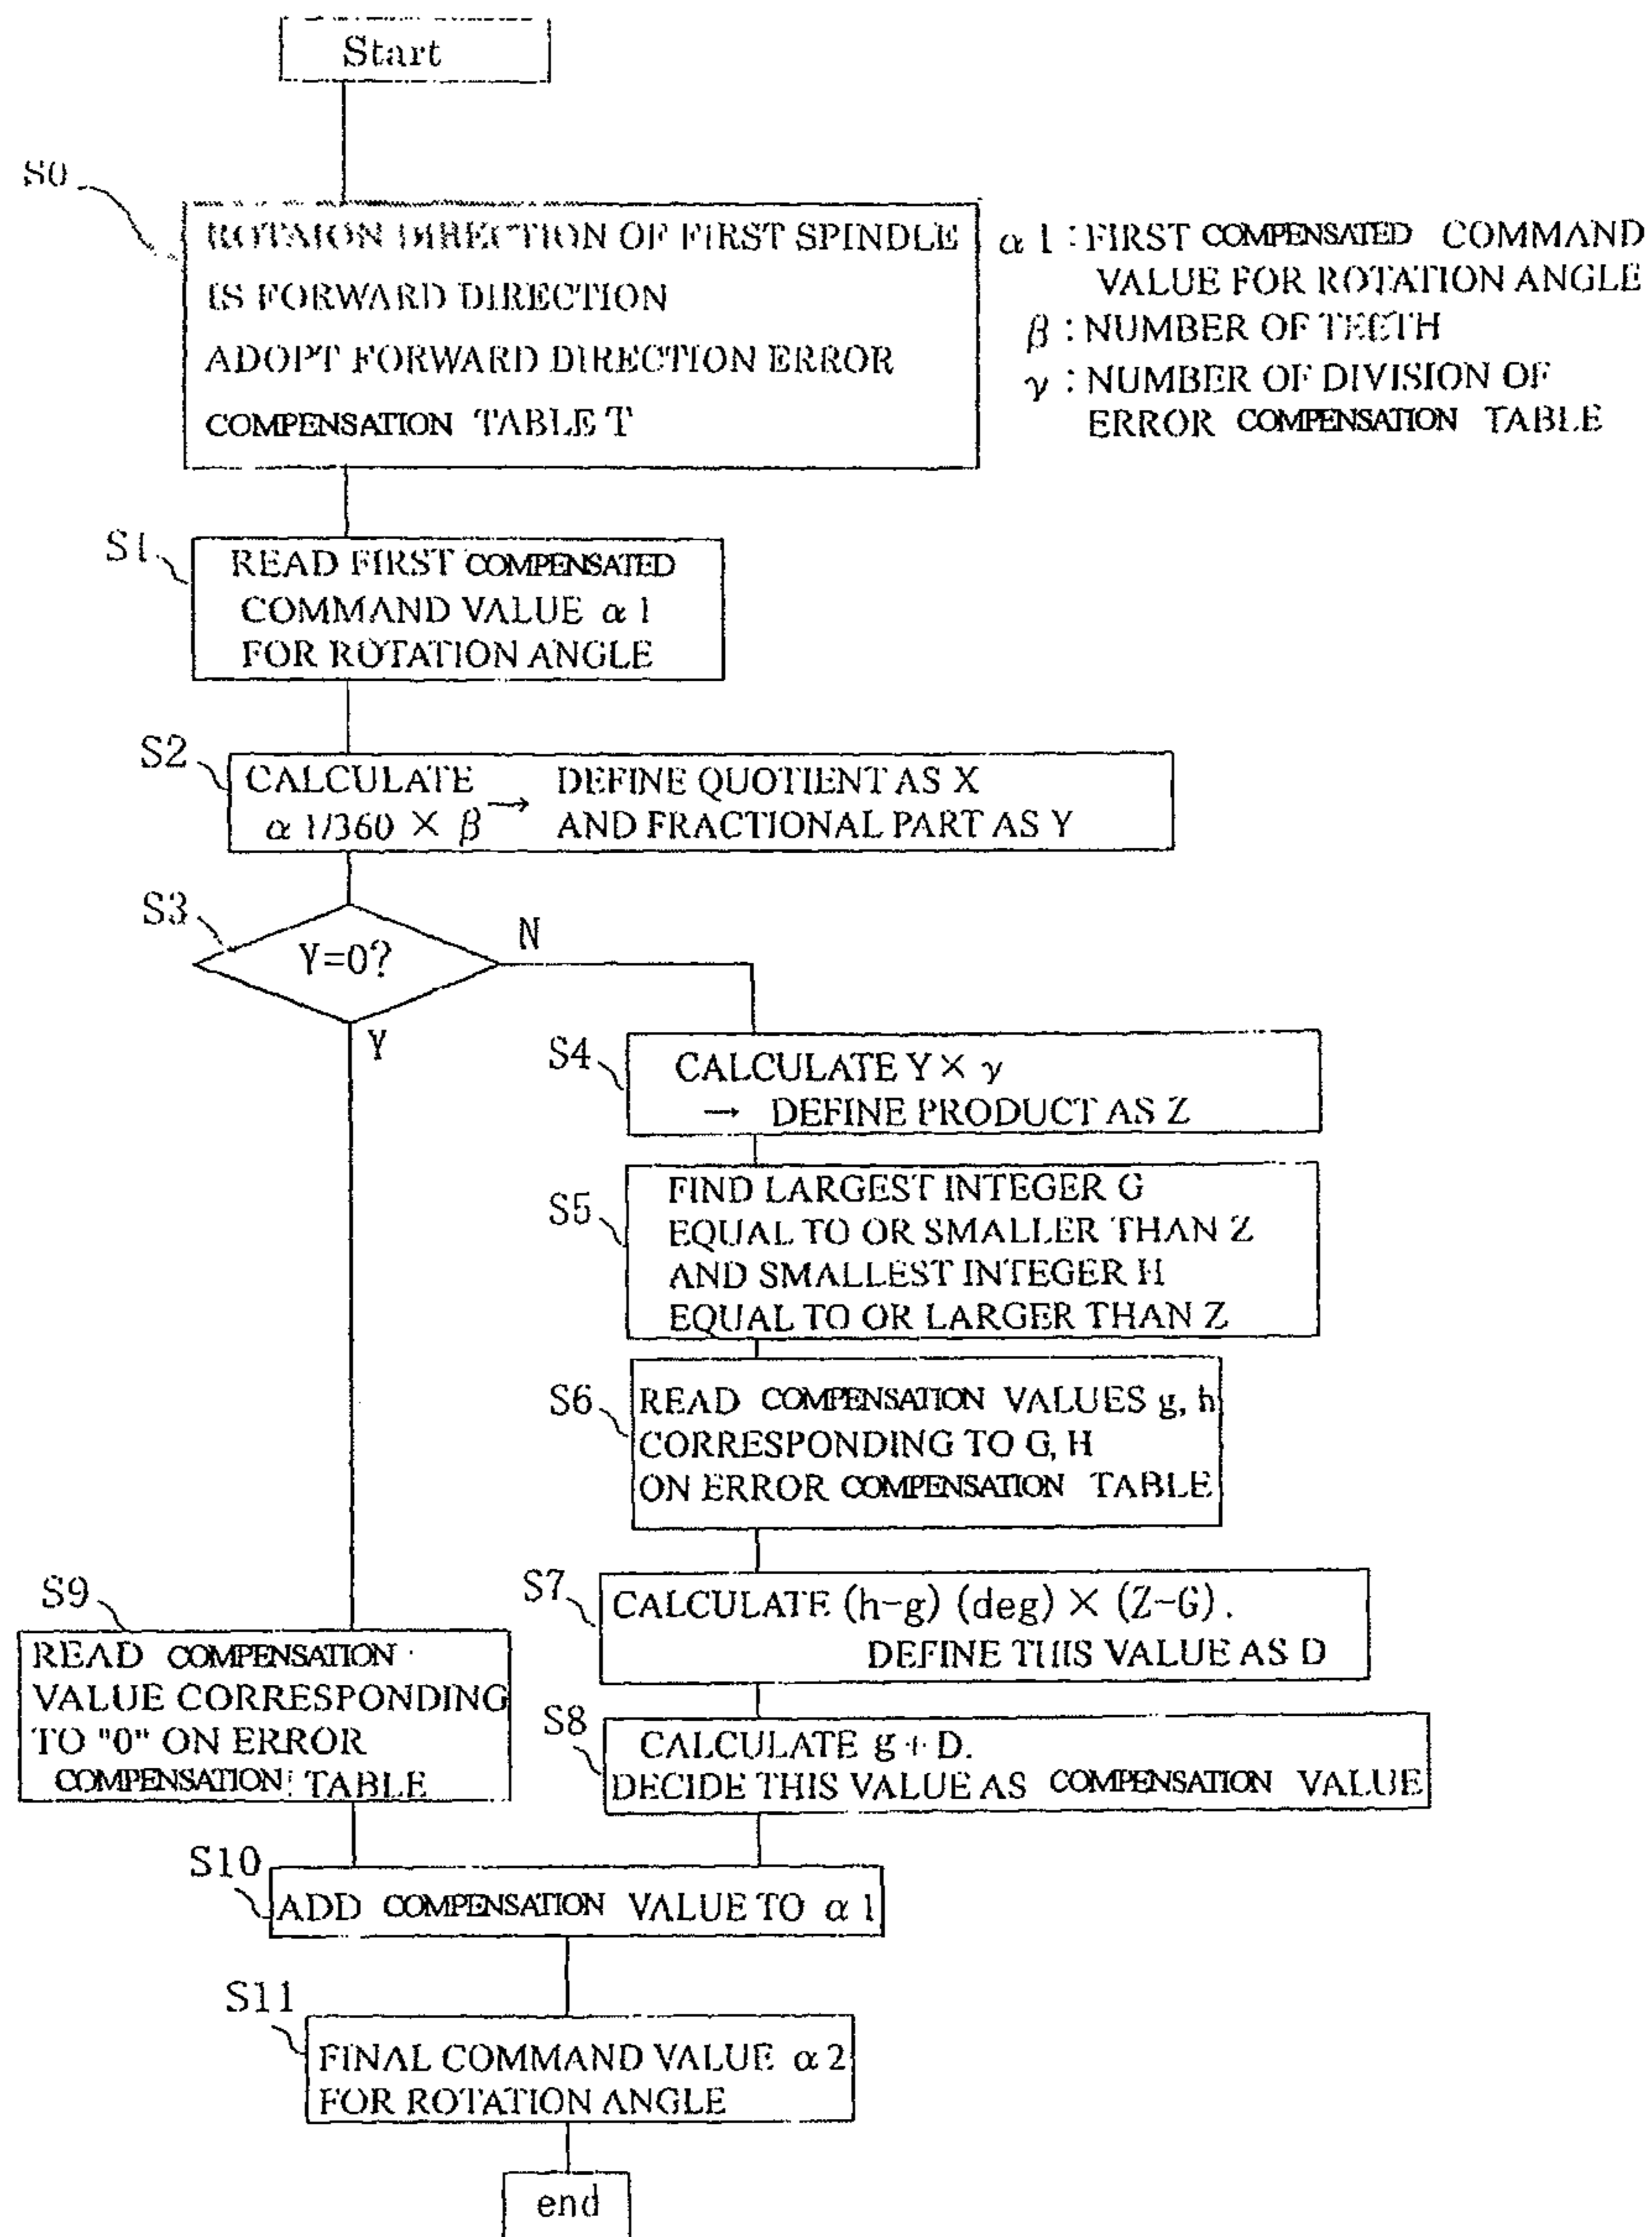 Start
S0
ROTAION DIRECTION OF FIRST SPINDLE
IS FORWARD DIRECTION
ADOPT FORWARD DIRECTION ERROR
COMPENSATION TABLE T
α 1 : FIRST COMPENSATED COMMAND
VALUE FOR ROTATION ANGLE
β : NUMBER OF TEETH
γ : NUMBER OF DIVISION OF
ERROR COMPENSATION TABLE
S1
READ FIRST COMPENSATED
COMMAND VALUE α 1
FOR ROTATION ANGLE
S2
CALCULATE → DEFINE QUOTIENT AS X
α 1/360 × β AND FRACTIONAL PART AS Y
S3
Y=0?
N
Y
S4
CALCULATE Y × γ
→ DEFINE PRODUCT AS Z
S5
FIND LARGEST INTEGER G
EQUAL TO OR SMALLER THAN Z
AND SMALLEST INTEGER H
EQUAL TO OR LARGER THAN Z
S6
READ COMPENSATION VALUES g, h
CORRESPONDING TO G, H
ON ERROR COMPENSATION TABLE
S7
CALCULATE (h-g) (deg) × (Z-G).
DEFINE THIS VALUE AS D
S8
CALCULATE g + D.
DECIDE THIS VALUE AS COMPENSATION VALUE
S9
READ COMPENSATION
VALUE CORRESPONDING
TO "0" ON ERROR
COMPENSATION TABLE
S10
ADD COMPENSATION VALUE TO α 1
S11
FINAL COMMAND VALUE α 2
FOR ROTATION ANGLE
end